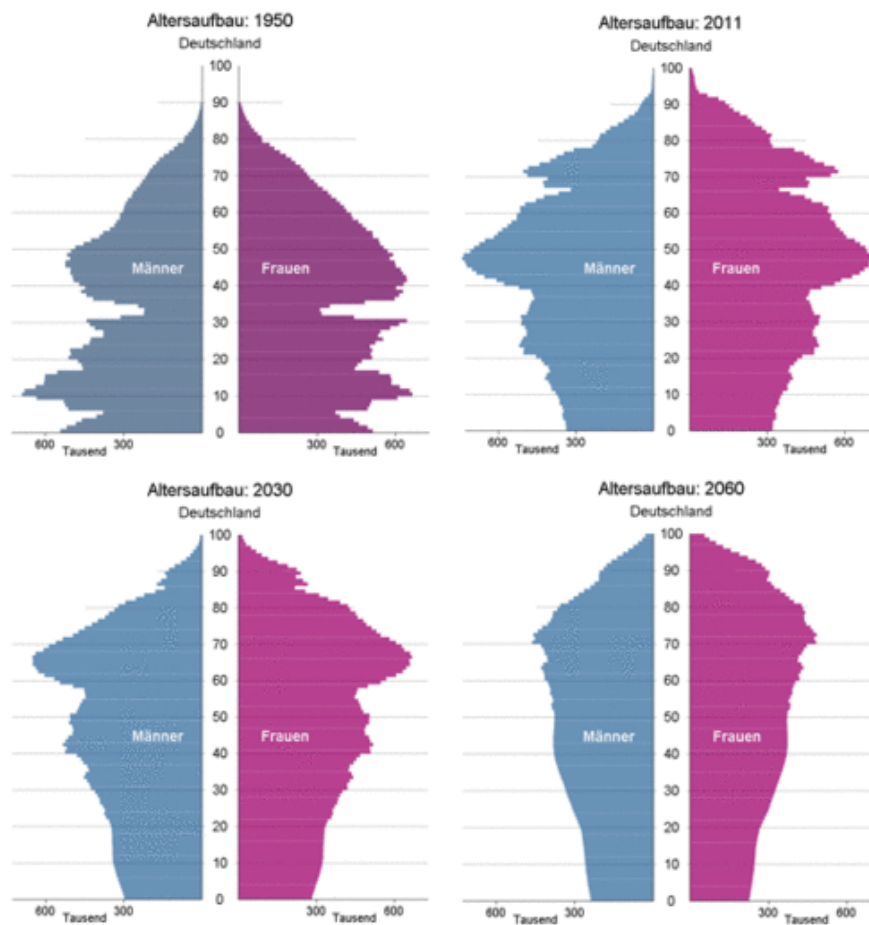 Altersaufbau: 1950
Deutschland
100
90
80
70
60
50
40
30
20
10
0
Männer
Frauen
600
300
Tausend
300
600
Tausend
Altersaufbau: 2011
Deutschland
100
90
80
70
60
50
40
30
20
10
0
Männer
Frauen
600
300
Tausend
300
600
Tausend
Altersaufbau: 2030
Deutschland
100
90
80
70
60
50
40
30
20
10
0
Männer
Frauen
600
300
Tausend
300
600
Tausend
Altersaufbau: 2060
Deutschland
100
90
80
70
60
50
40
30
20
10
0
Männer
Frauen
600
300
Tausend
300
600
Tausend